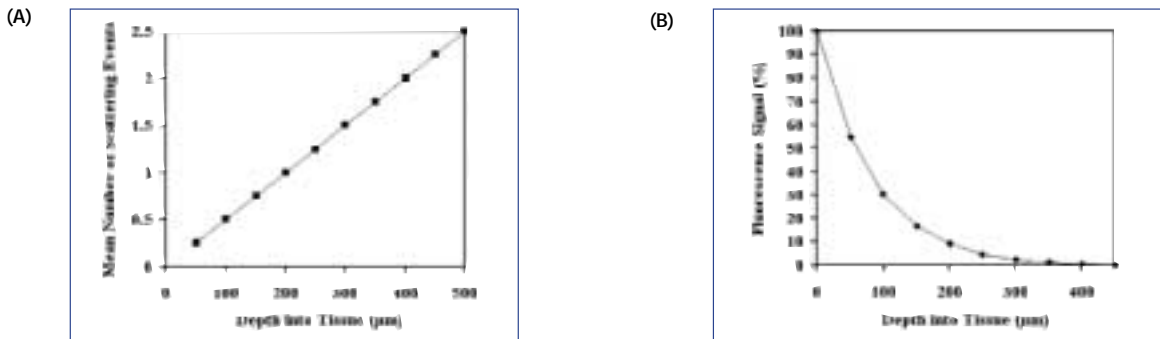 (A)
Mean Number of Scattering Events
2.5
2
1.5
1
0.5
0
0 100 200 300 400 500
Depth into Tissue (µm)
(B)
Fluorescence Signal (%)
100
90
80
70
60
50
40
30
20
10
0
0 100 200 300 400
Depth into Tissue (µm)